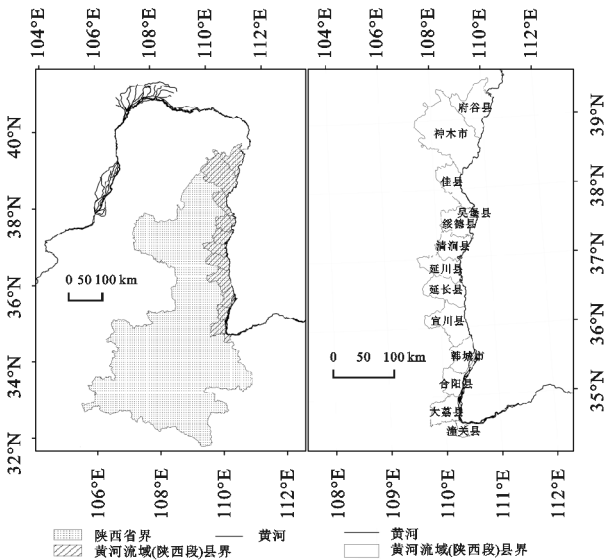 104°E 106°E 108°E 110°E 112°E
108°E 109°E 110°E 111°E
40°N
38°N
36°N
34°N
32°N
0 50 100 km
106°E 108°E 110°E 112°E
府谷县
神木市
佳县
吴堡县
绥德县
清涧县
延川县
延长县
宜川县
韩城市
合阳县
大荔县
潼关县
0 50 100 km
39°N
38°N
37°N
36°N
35°N
108°E 109°E 110°E 111°E 112°E
陕西省界 黄河
黄河流域(陕西段)县界
黄河
黄河流域(陕西段)县界